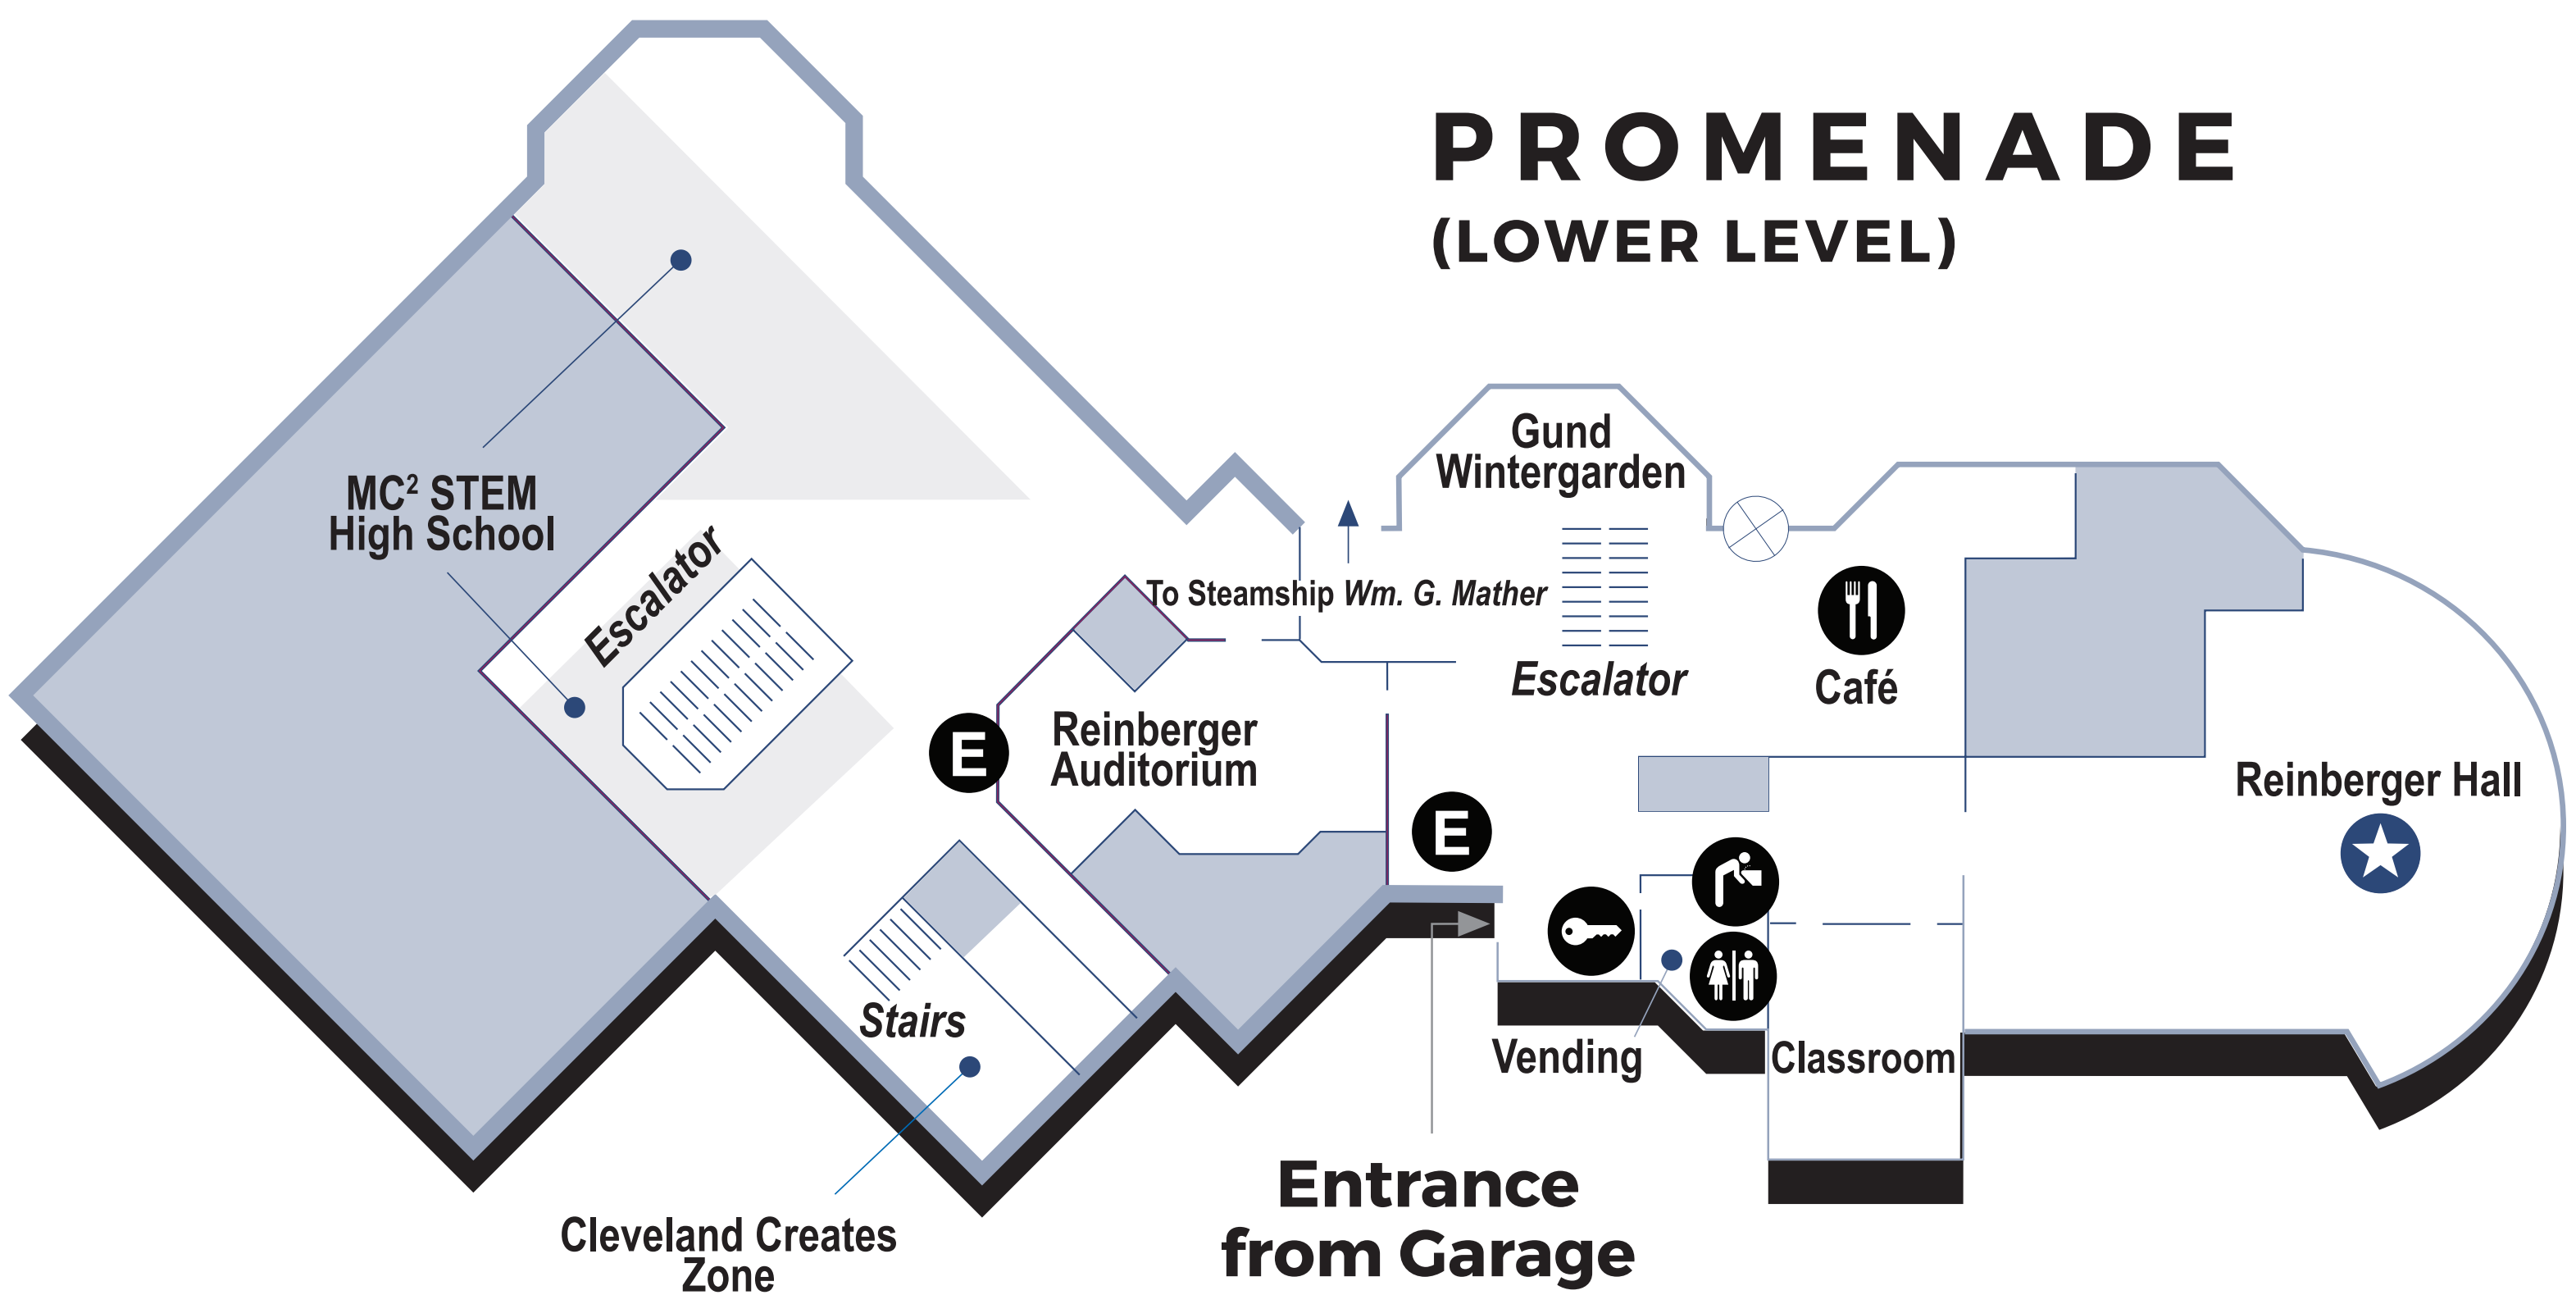 PROMENADE
(LOWER LEVEL)
Gund
Wintergarden
MC² STEM
High School
Escalator
To Steamship Wm. G. Mather
Escalator
Café
E
Reinberger
Auditorium
E
Reinberger Hall
Stairs
Vending
Classroom
Cleveland Creates
Zone
Entrance
from Garage